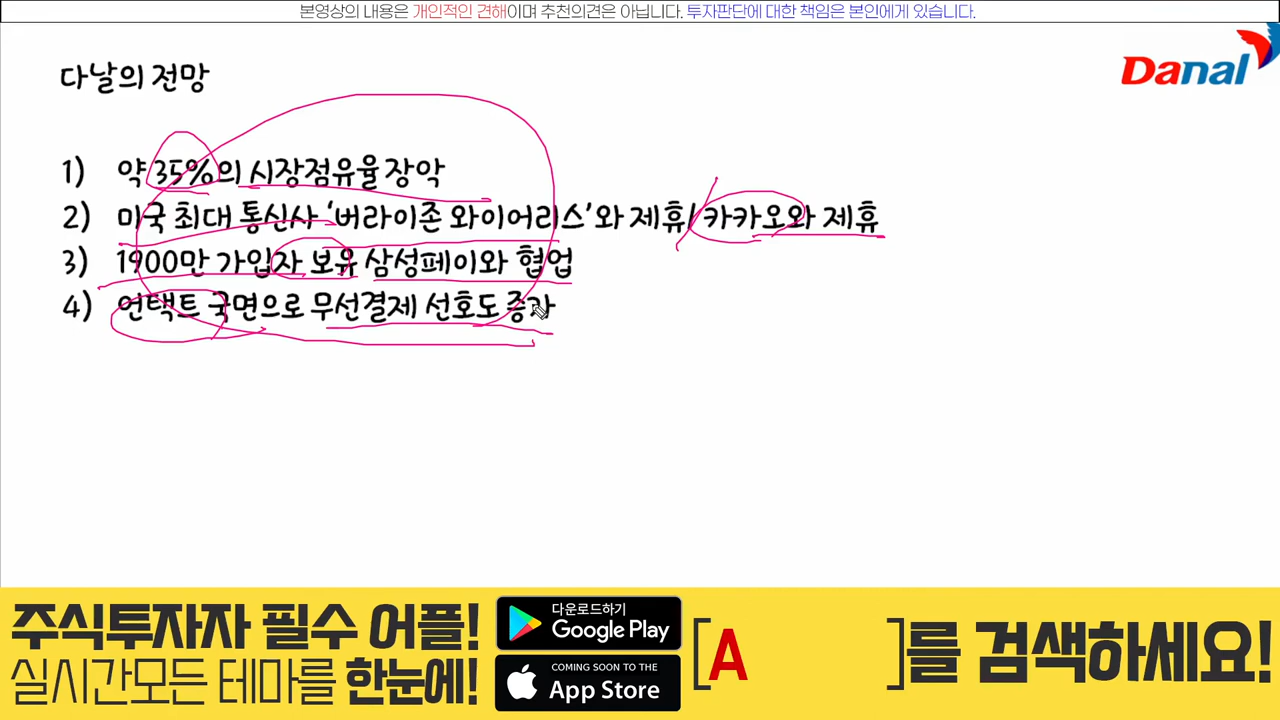 본영상의 내용은 개인적인 견해이며 추천의견은 아닙니다. 투자판단에 대한 책임은 본인에게 있습니다.
Danal
다날의 전망
1) 약 35%의 시장점유율 장악
2) 미국 최대 통신사 '버라이존 와이어리스'와 제휴/ 카카오와 제휴
3) 1900만 가입자 보유 삼성페이와 협업
4) 언택트 국면으로 무선결제 선호도 증가
주식투자자 필수 어플!
실시간모든 테마를 한눈에!
다운로드하기
Google Play
COMING SOON TO THE
App Store
[A ]를 검색하세요!